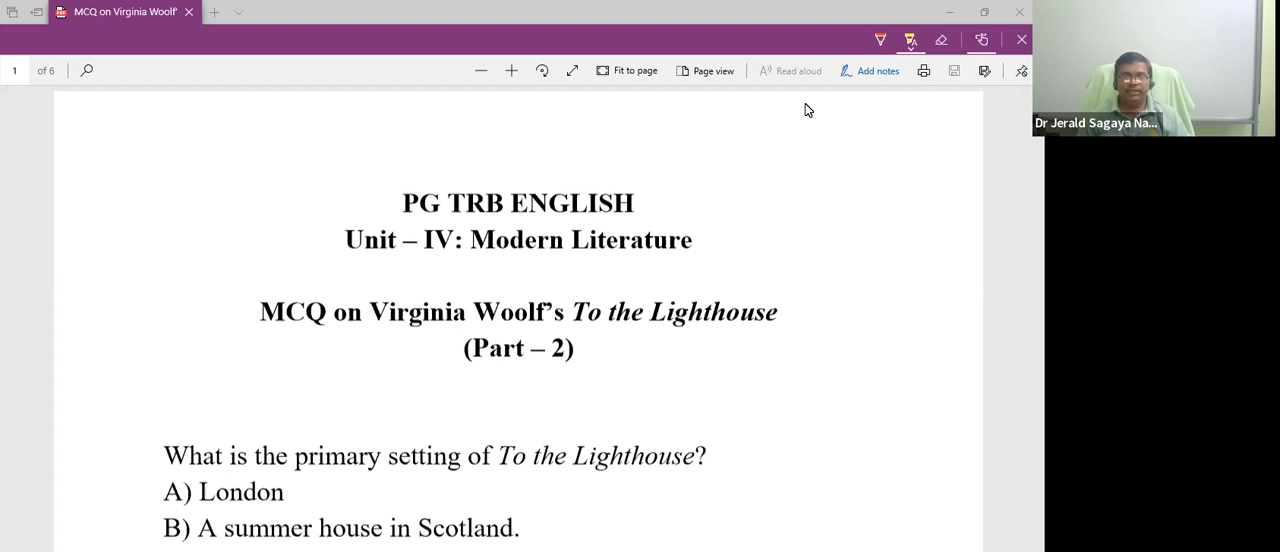 MCQ on Virginia Woolf'
1 of 6
Fit to page
Page view
Read aloud
Add notes
Dr Jerald Sagaya Na...
PG TRB ENGLISH
Unit – IV: Modern Literature
MCQ on Virginia Woolf's To the Lighthouse
(Part – 2)
What is the primary setting of To the Lighthouse?
A) London
B) A summer house in Scotland.